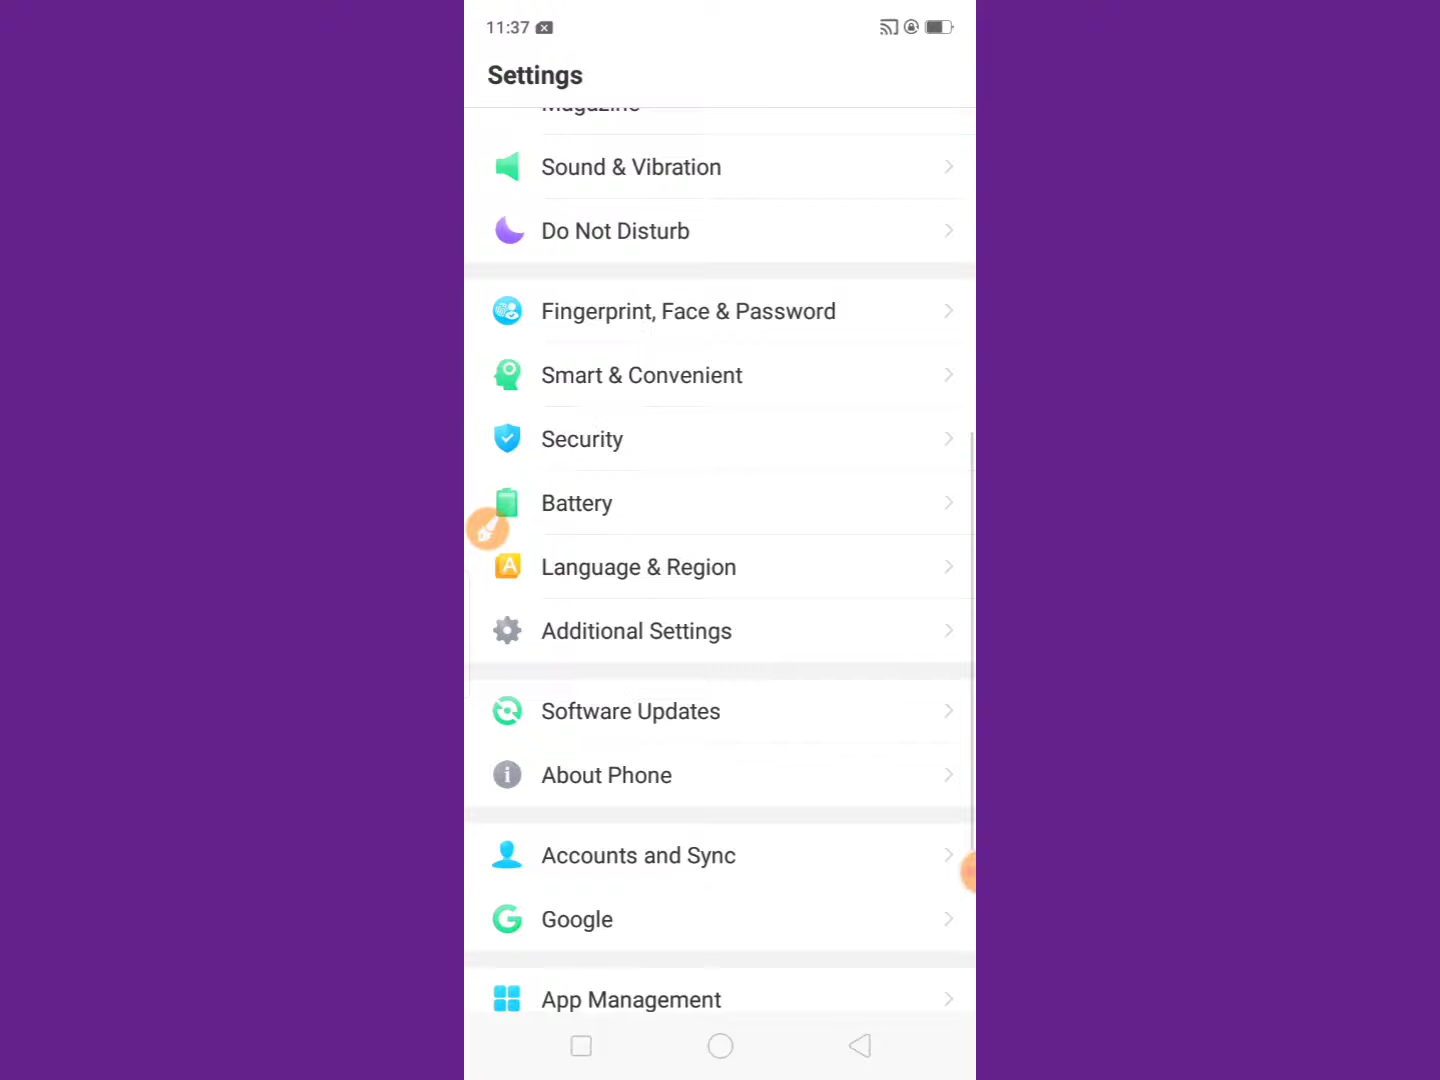 11:37
Settings
Magazine
Sound & Vibration
Do Not Disturb
Fingerprint, Face & Password
Smart & Convenient
Security
Battery
A
Language & Region
Additional Settings
Software Updates
About Phone
Accounts and Sync
Google
App Management